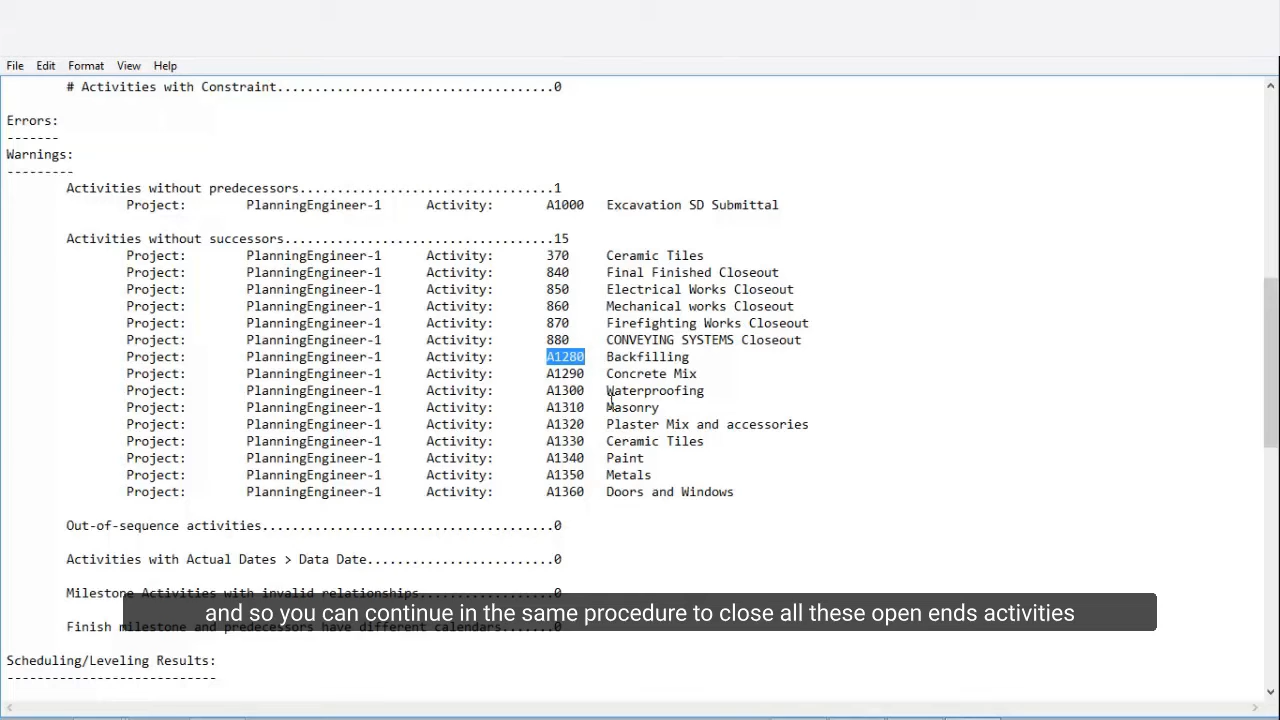 File Edit Format View Help
# Activities with Constraint.....................................0
Errors:
-------
Warnings:
---------
Activities without predecessors..................................1
Project: PlanningEngineer-1 Activity: A1000 Excavation SD Submittal
Activities without successors....................................15
Project: PlanningEngineer-1 Activity: 370 Ceramic Tiles
Project: PlanningEngineer-1 Activity: 840 Final Finished Closeout
Project: PlanningEngineer-1 Activity: 850 Electrical Works Closeout
Project: PlanningEngineer-1 Activity: 860 Mechanical works Closeout
Project: PlanningEngineer-1 Activity: 870 Firefighting Works Closeout
Project: PlanningEngineer-1 Activity: 880 CONVEYING SYSTEMS Closeout
Project: PlanningEngineer-1 Activity: A1280 Backfilling
Project: PlanningEngineer-1 Activity: A1290 Concrete Mix
Project: PlanningEngineer-1 Activity: A1300 Waterproofing
Project: PlanningEngineer-1 Activity: A1310 Masonry
Project: PlanningEngineer-1 Activity: A1320 Plaster Mix and accessories
Project: PlanningEngineer-1 Activity: A1330 Ceramic Tiles
Project: PlanningEngineer-1 Activity: A1340 Paint
Project: PlanningEngineer-1 Activity: A1350 Metals
Project: PlanningEngineer-1 Activity: A1360 Doors and Windows
Out-of-sequence activities.......................................0
Activities with Actual Dates > Data Date.........................0
Milestone Activities with invalid relationships..................0
and so you can continue in the same procedure to close all these open ends activities
Finish milestone and predecessors have different calendars.......0
Scheduling/Leveling Results:
----------------------------